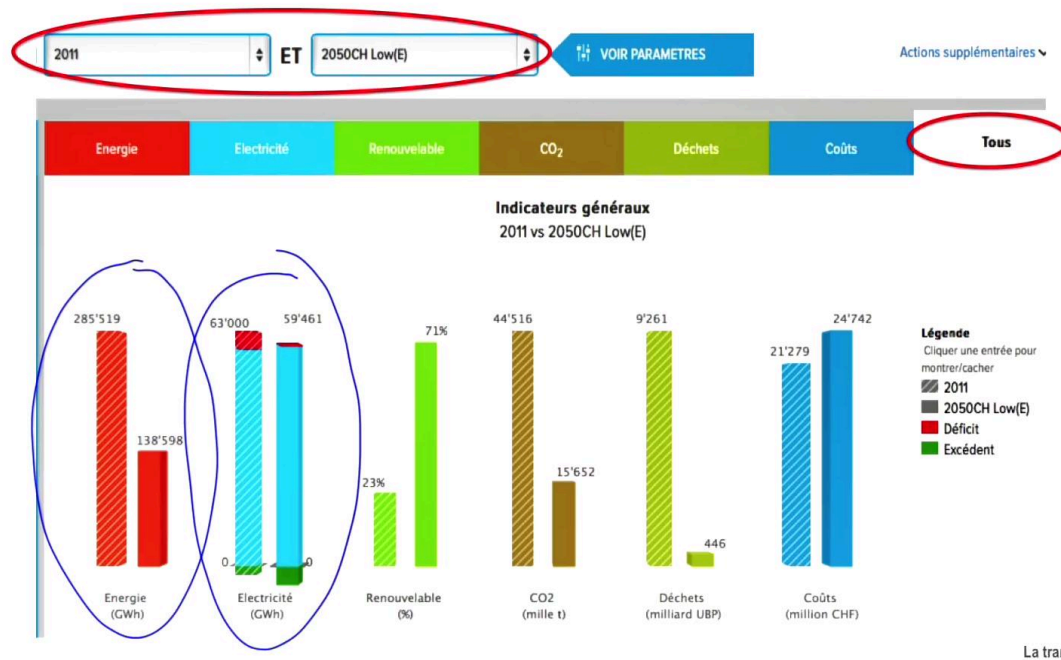 2011 ET 2050CH Low(E) VOIR PARAMETRES Actions supplémentaires
Energie Electricité Renouvelable CO₂ Déchets Coûts Tous
Indicateurs généraux
2011 vs 2050CH Low(E)
285'519 63'000 59'461 71% 44'516 9'261 21'279 24'742
138'598 23% 15'652 446
0 0
Légende
Cliquer une entrée pour
montrer/cacher
2011
2050CH Low(E)
Déficit
Excédent
Energie Electricité Renouvelable CO2 Déchets Coûts
(GWh) (GWh) (%) (mille t) (milliard UBP) (million CHF)
La tra